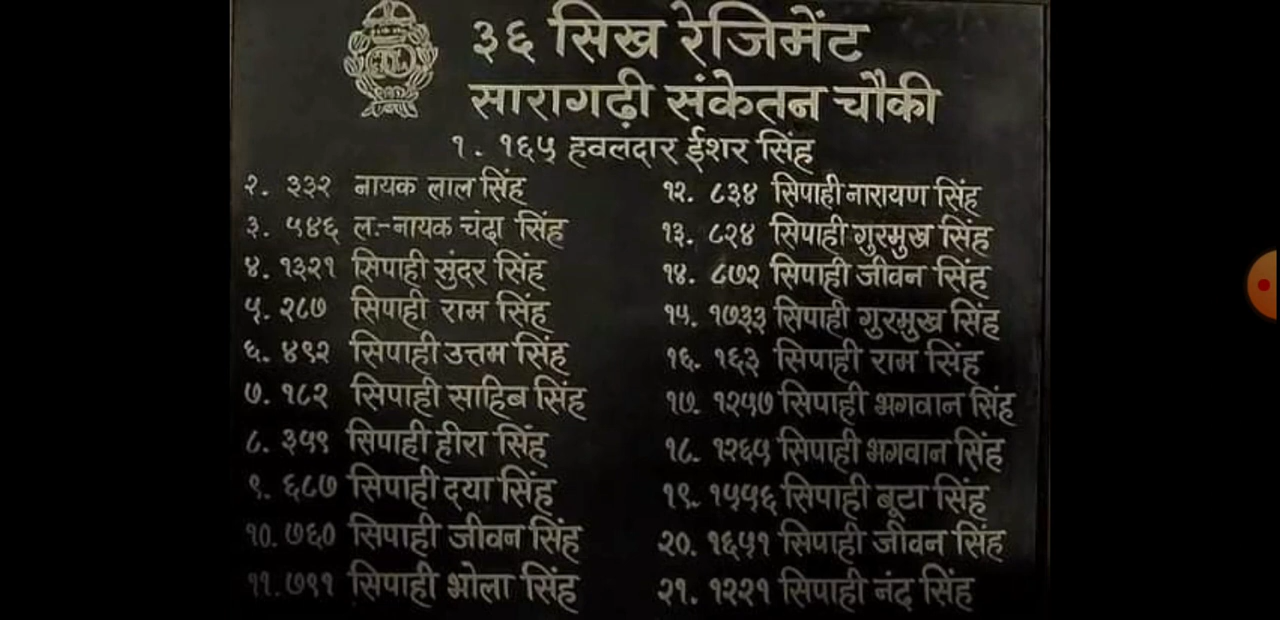 ३६ सिख रेजिमेंट
सारागढ़ी संकेतन चौकी
१. १६५ हवलदार ईशर सिंह
२. ३३२ नायक लाल सिंह
३. ५४६ ल.-नायक चंदा सिंह
४. १३२१ सिपाही सुंदर सिंह
५. २८७ सिपाही राम सिंह
६. ४९२ सिपाही उत्तम सिंह
७. १८२ सिपाही साहिब सिंह
८. ३५९ सिपाही हीरा सिंह
९. ६८७ सिपाही दया सिंह
१०. ७६० सिपाही जीवन सिंह
११. ७९१ सिपाही भोला सिंह
१२. ८३४ सिपाही नारायण सिंह
१३. ८२४ सिपाही गुरमुख सिंह
१४. ८७२ सिपाही जीवन सिंह
१५. १७३३ सिपाही गुरमुख सिंह
१६. १६३ सिपाही राम सिंह
१७. १२५७ सिपाही भगवान सिंह
१८. १२६५ सिपाही भगवान सिंह
१९. १५५६ सिपाही बूटा सिंह
२०. १६५१ सिपाही जीवन सिंह
२१. १२२१ सिपाही नंद सिंह